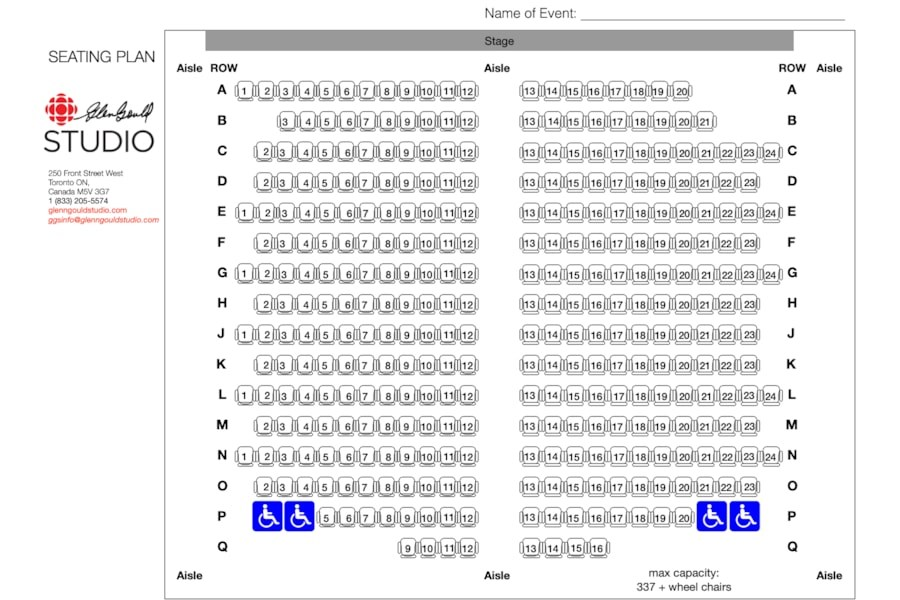 Name of Event:
Stage
SEATING PLAN
Aisle ROW Aisle ROW Aisle
GlennGould
STUDIO
250 Front Street West
Toronto ON,
Canada M5V 3G7
1 (833) 205-5574
glenngouldstudio.com
ggsinfo@glenngouldstudio.com
A 1 2 3 4 5 6 7 8 9 10 11 12 13 14 15 16 17 18 19 20 A
B 3 4 5 6 7 8 9 10 11 12 13 14 15 16 17 18 19 20 21 B
C 2 3 4 5 6 7 8 9 10 11 12 13 14 15 16 17 18 19 20 21 22 23 24 C
D 2 3 4 5 6 7 8 9 10 11 12 13 14 15 16 17 18 19 20 21 22 23 D
E 1 2 3 4 5 6 7 8 9 10 11 12 13 14 15 16 17 18 19 20 21 22 23 24 E
F 2 3 4 5 6 7 8 9 10 11 12 13 14 15 16 17 18 19 20 21 22 23 F
G 1 2 3 4 5 6 7 8 9 10 11 12 13 14 15 16 17 18 19 20 21 22 23 24 G
H 2 3 4 5 6 7 8 9 10 11 12 13 14 15 16 17 18 19 20 21 22 23 H
J 1 2 3 4 5 6 7 8 9 10 11 12 13 14 15 16 17 18 19 20 21 22 23 J
K 2 3 4 5 6 7 8 9 10 11 12 13 14 15 16 17 18 19 20 21 22 23 K
L 1 2 3 4 5 6 7 8 9 10 11 12 13 14 15 16 17 18 19 20 21 22 23 24 L
M 2 3 4 5 6 7 8 9 10 11 12 13 14 15 16 17 18 19 20 21 22 23 M
N 1 2 3 4 5 6 7 8 9 10 11 12 13 14 15 16 17 18 19 20 21 22 23 24 N
O 2 3 4 5 6 7 8 9 10 11 12 13 14 15 16 17 18 19 20 21 22 23 O
P 5 6 7 8 9 10 11 12 13 14 15 16 17 18 19 20 P
Q 9 10 11 12 13 14 15 16 Q
Aisle Aisle Aisle
max capacity:
337 + wheel chairs